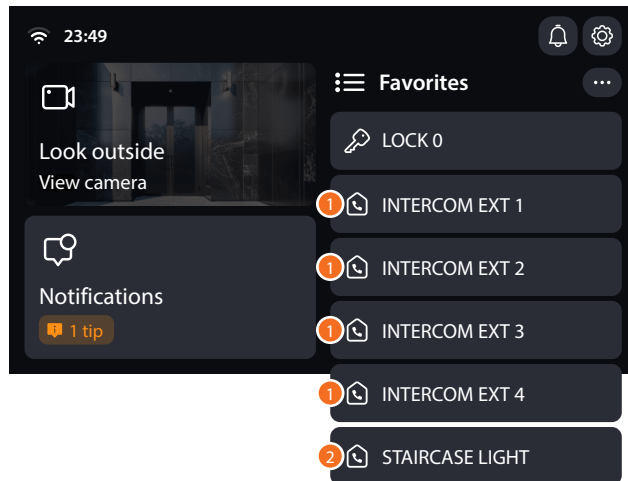 23:49
Look outside
View camera
Notifications
1 tip
Favorites
LOCK 0
1
INTERCOM EXT 1
1
INTERCOM EXT 2
1
INTERCOM EXT 3
1
INTERCOM EXT 4
2
STAIRCASE LIGHT